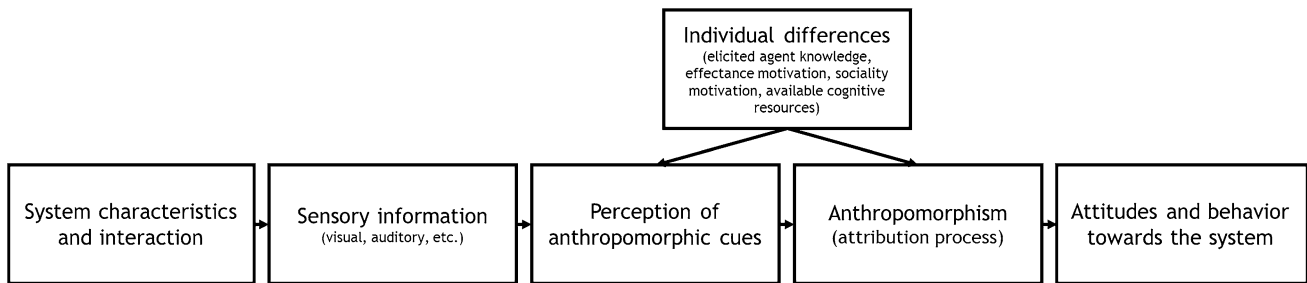 Individual differences
(elicited agent knowledge,
effectance motivation, sociality
motivation, available cognitive
resources)
System characteristics
and interaction
Sensory information
(visual, auditory, etc.)
Perception of
anthropomorphic cues
Anthropomorphism
(attribution process)
Attitudes and behavior
towards the system